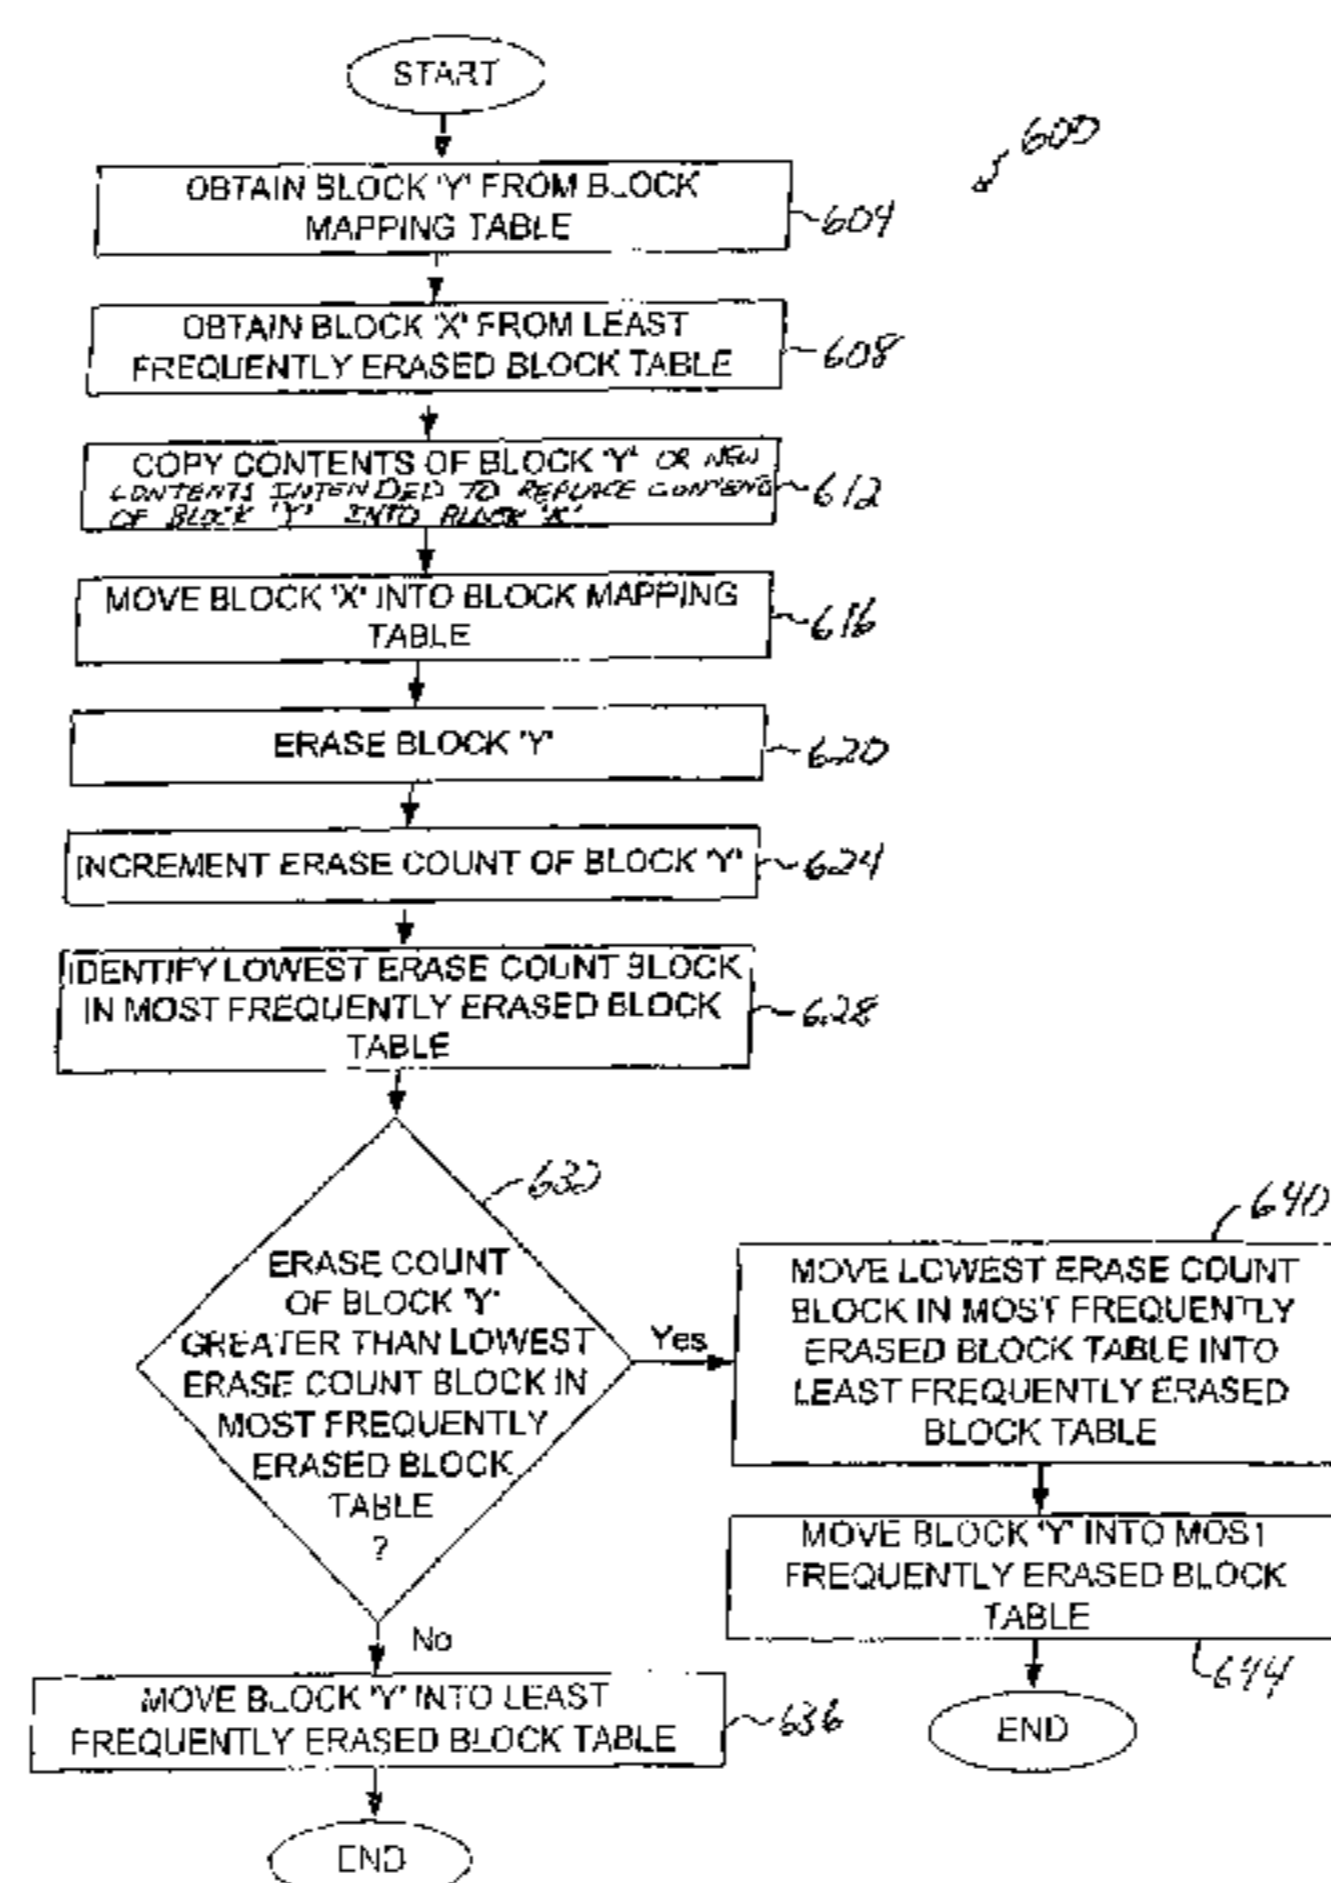 START
600
OBTAIN BLOCK 'Y' FROM BLOCK
MAPPING TABLE
604
OBTAIN BLOCK 'X' FROM LEAST
FREQUENTLY ERASED BLOCK TABLE
608
COPY CONTENTS OF BLOCK 'Y' OR NEW
CONTENTS INTENDED TO REPLACE CONTENTS
OF BLOCK 'Y' INTO BLOCK 'X'
612
MOVE BLOCK 'X' INTO BLOCK MAPPING
TABLE
616
ERASE BLOCK 'Y'
620
INCREMENT ERASE COUNT OF BLOCK 'Y'
624
IDENTIFY LOWEST ERASE COUNT BLOCK
IN MOST FREQUENTLY ERASED BLOCK
TABLE
628
632
ERASE COUNT
OF BLOCK 'Y'
GREATER THAN LOWEST
ERASE COUNT BLOCK IN
MOST FREQUENTLY
ERASED BLOCK
TABLE
?
Yes
640
MOVE LOWEST ERASE COUNT
BLOCK IN MOST FREQUENTLY
ERASED BLOCK TABLE INTO
LEAST FREQUENTLY ERASED
BLOCK TABLE
MOVE BLOCK 'Y' INTO MOST
FREQUENTLY ERASED BLOCK
TABLE
644
END
No
MOVE BLOCK 'Y' INTO LEAST
FREQUENTLY ERASED BLOCK TABLE
636
END